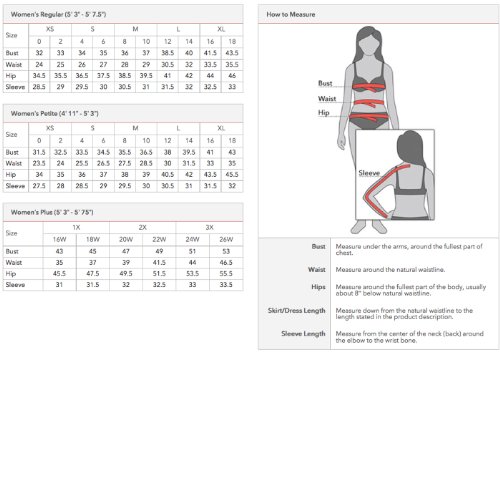 Women's Regular (5' 3" - 5' 7.5")
Size XS S M L XL
0 2 4 6 8 10 12 14 16 18
Bust 32 33 34 35 36 37 38.5 40 41.5 43.5
Waist 24 25 26 27 28 29 30.5 32 33.5 35.5
Hip 34.5 35.5 36.5 37.5 38.5 39.5 41 42 44 46
Sleeve 28.5 29 29.5 30 30.5 31 31.5 32 32.5 33
Women's Petite (4' 11" - 5' 3")
Size XS S M L XL
0 2 4 6 8 10 12 14 16 18
Bust 31.5 32.5 33.5 34.5 35.5 36.5 38 39.5 41 43
Waist 23.5 24 25.5 26.5 27.5 28.5 30 31.5 33 35
Hip 34 35 36 37 38 39 40.5 42 43.5 45.5
Sleeve 27.5 28 28.5 29 29.5 30 30.5 31 31.5 32
Women's Plus (5' 3" - 5' 75")
Size 1X 2X 3X
16W 18W 20W 22W 24W 26W
Bust 43 45 47 49 51 53
Waist 35 37 39 41.5 44 46.5
Hip 45.5 47.5 49.5 51.5 53.5 55.5
Sleeve 31 31.5 32 32.5 33 33.5
How to Measure
Bust
Waist
Hip
Sleeve
Bust Measure under the arms, around the fullest part of
chest.
Waist Measure around the natural waistline.
Hips Measure around the fullest part of the body, usually
about 8" below natural waistline.
Skirt/Dress Length Measure down from the natural waistline to the
length stated in the product description.
Sleeve Length Measure from the center of the neck (back) around
the elbow to the wrist bone.